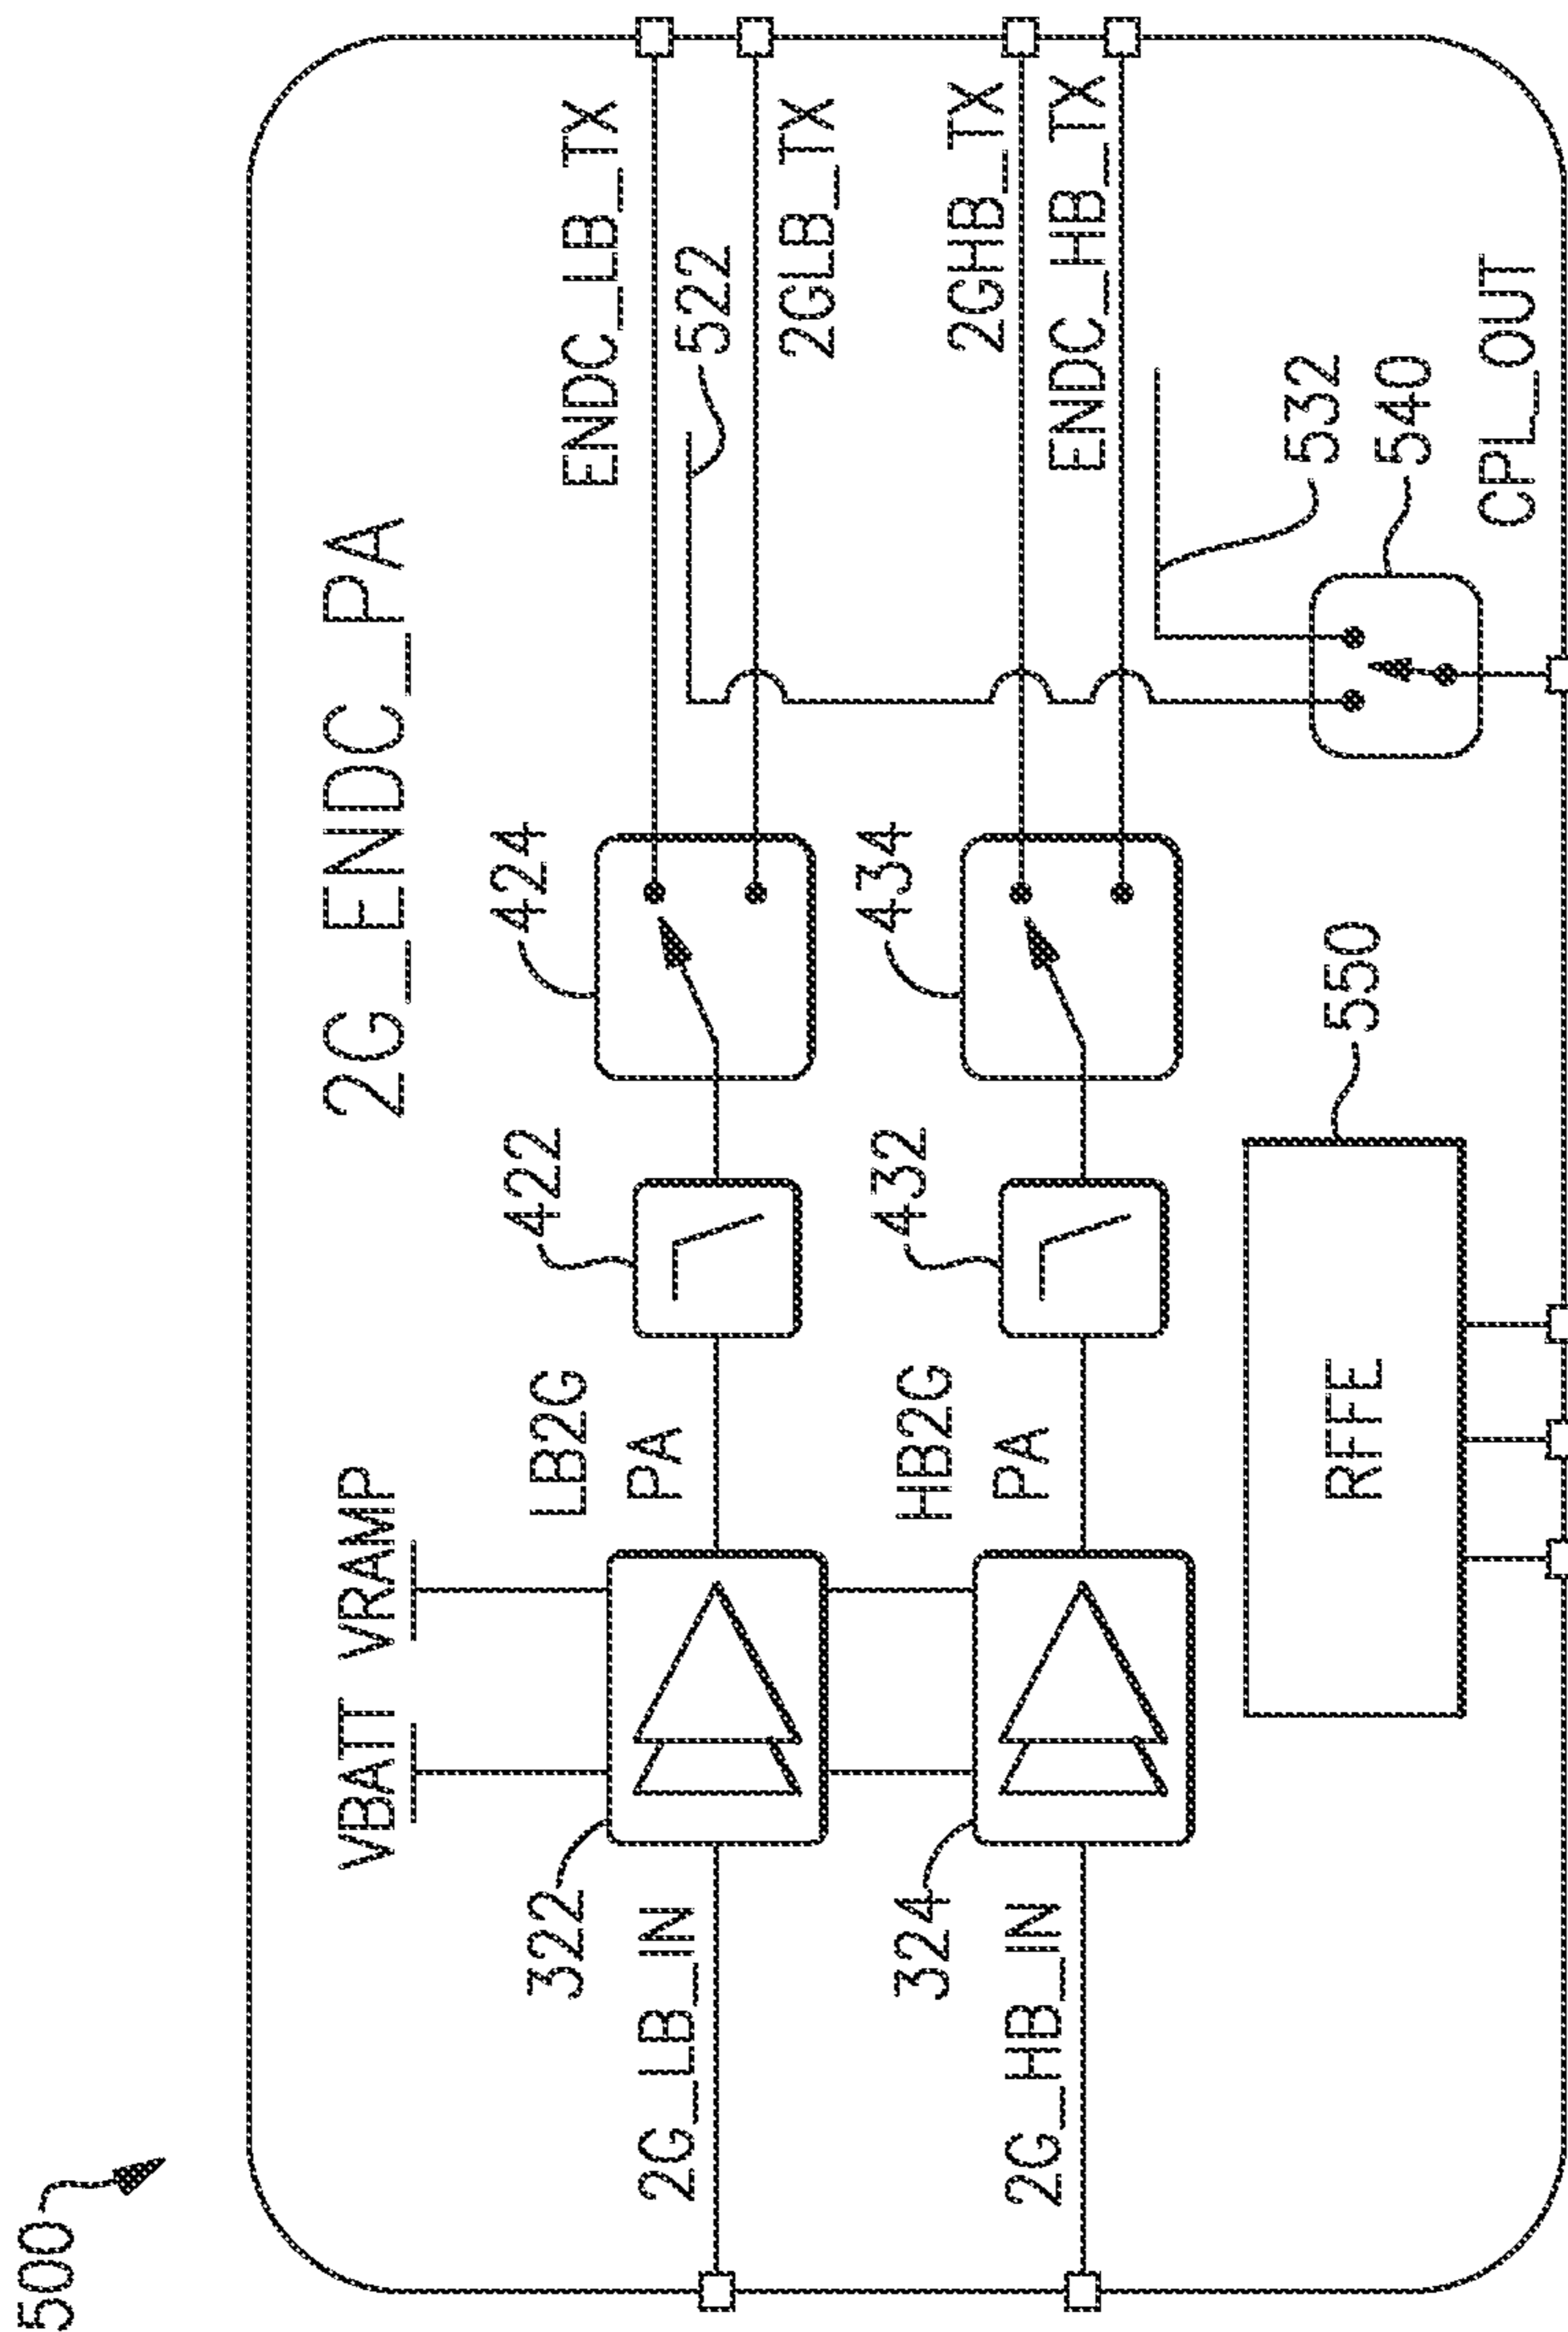 500
2G_ENDC_PA
VBATT
VRAMP
322
LB2G
PA
422
424
ENDC_LB_TX
522
2G_LB_IN
2GLB_TX
324
HB2G
PA
432
434
2GHB_TX
2G_HB_IN
ENDC_HB_TX
532
RFFE
550
540
CPL_OUT